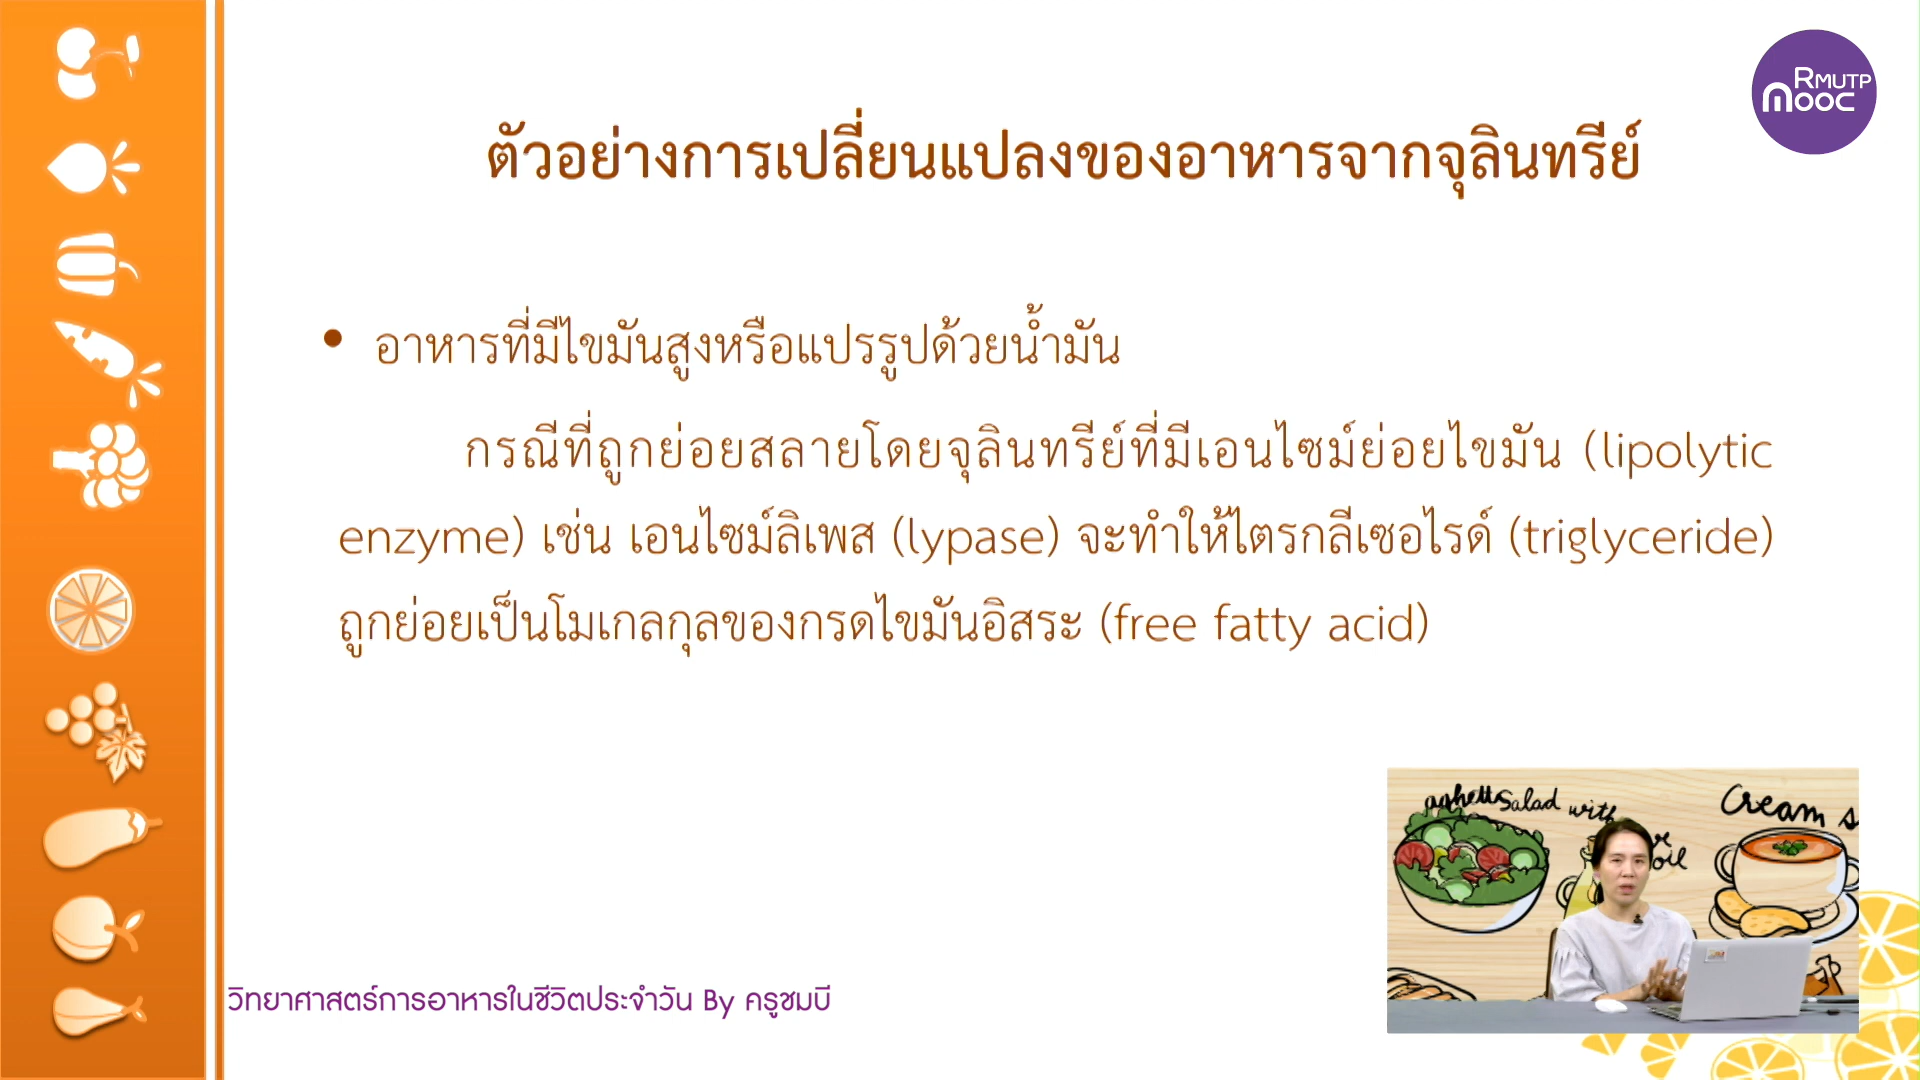 RMUTP
mooc
ตัวอย่างการเปลี่ยนแปลงของอาหารจากจุลินทรีย์
• อาหารที่มีไขมันสูงหรือแปรรูปด้วยน้ำมัน
กรณีที่ถูกย่อยสลายโดยจุลินทรีย์ที่มีเอนไซม์ย่อยไขมัน (lipolytic
enzyme) เช่น เอนไซม์ลิเพส (lypase) จะทำให้ไตรกลีเซอไรด์ (triglyceride)
ถูกย่อยเป็นโมเกลกุลของกรดไขมันอิสระ (free fatty acid)
Salad with
oil
Cream s
วิทยาศาสตร์การอาหารในชีวิตประจำวัน By ครูชมบี